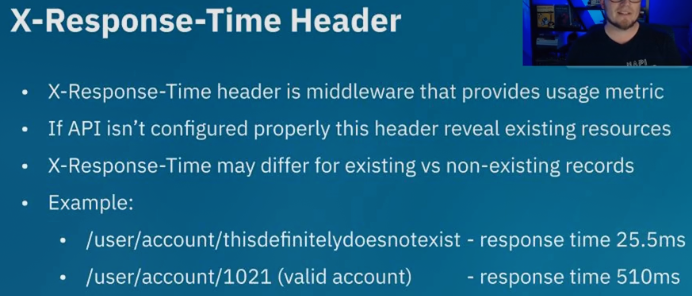 X-Response-Time Header
• X-Response-Time header is middleware that provides usage metric
• If API isn't configured properly this header reveal existing resources
• X-Response-Time may differ for existing vs non-existing records
• Example:
• /user/account/thisdefinitelydoesnotexist - response time 25.5ms
• /user/account/1021 (valid account) - response time 510ms